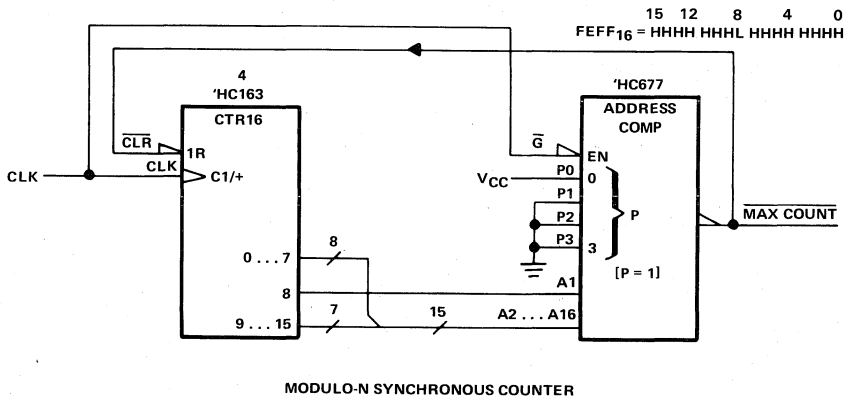 15 12 8 4 0
FEFF16 = HHHH HHHL HHHH HHHH
4
'HC163
CTR16
'HC677
ADDRESS
COMP
CLR
1R
G
EN
CLK
CLK
C1/+
VCC
P0
0
P1
P2
P
P3
3
[P = 1]
MAX COUNT
0 . . . 7
8
8
A1
9 . . . 15
7
15
A2 . . . A16
MODULO-N SYNCHRONOUS COUNTER